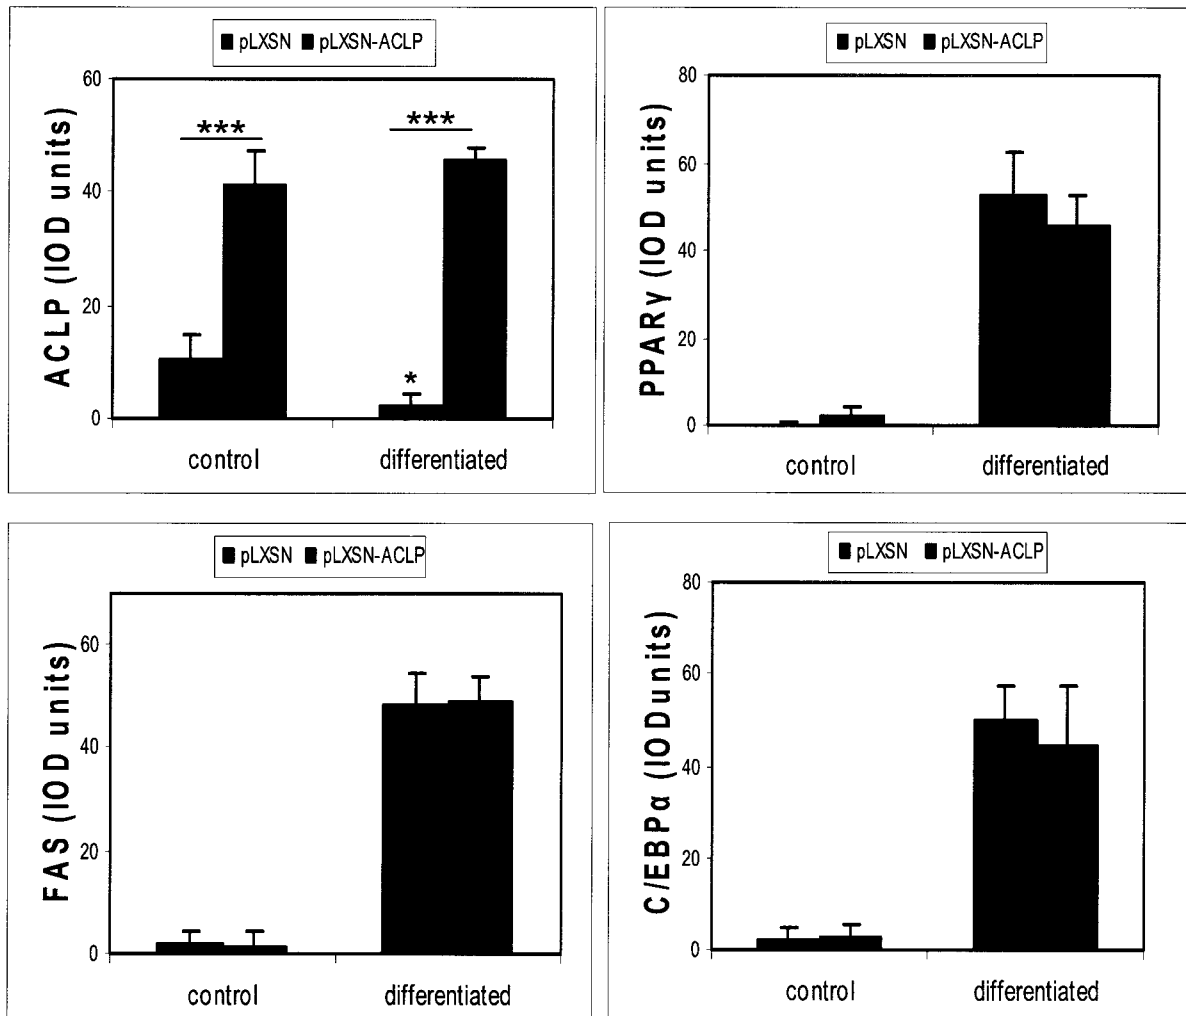 ■ pLXSN ■ pLXSN-ACLP
ACLP (IOD units)
60
40
20
0
***
***
*
control differentiated
■ pLXSN ■ pLXSN-ACLP
PPARγ (IOD units)
80
60
40
20
0
control differentiated
■ pLXSN ■ pLXSN-ACLP
FAS (IOD units)
60
40
20
0
control differentiated
■ pLXSN ■ pLXSN-ACLP
C/EBPα (IOD units)
80
60
40
20
0
control differentiated